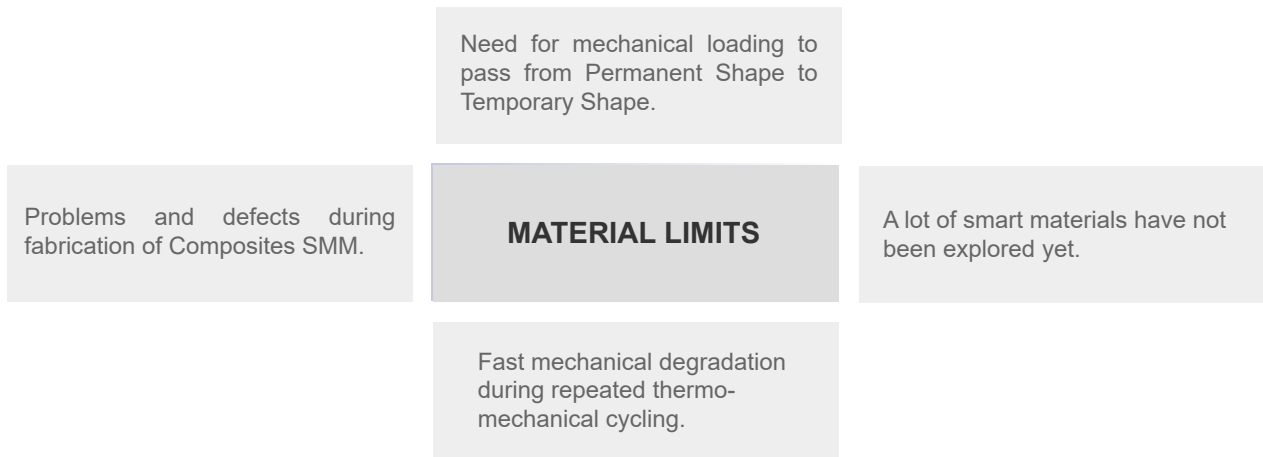 Need for mechanical loading to
pass from Permanent Shape to
Temporary Shape.
Problems and defects during
fabrication of Composites SMM.
MATERIAL LIMITS
A lot of smart materials have not
been explored yet.
Fast mechanical degradation
during repeated thermo-
mechanical cycling.